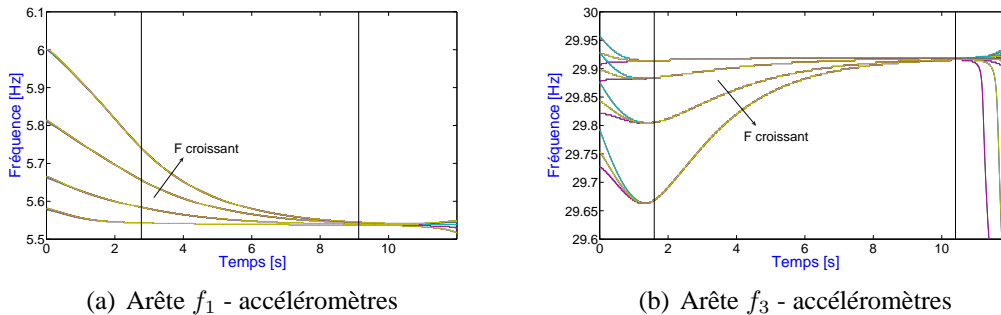 6.1
6
5.9
5.8
5.7
5.6
5.5
Fréquence [Hz]
F croissant
0 2 4 6 8 10
Temps [s]
(a) Arête f₁ - accéléromètres
30
29.95
29.9
29.85
29.8
29.75
29.7
29.65
29.6
Fréquence [Hz]
F croissant
0 2 4 6 8 10
Temps [s]
(b) Arête f₃ - accéléromètres